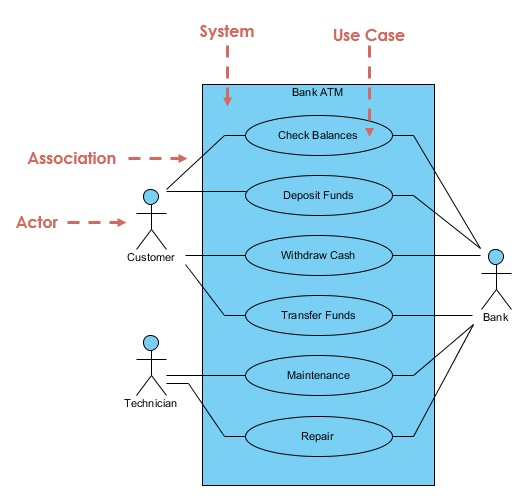 System
Use Case
Bank ATM
Check Balances
Association
Deposit Funds
Actor
Customer
Withdraw Cash
Transfer Funds
Bank
Maintenance
Technician
Repair